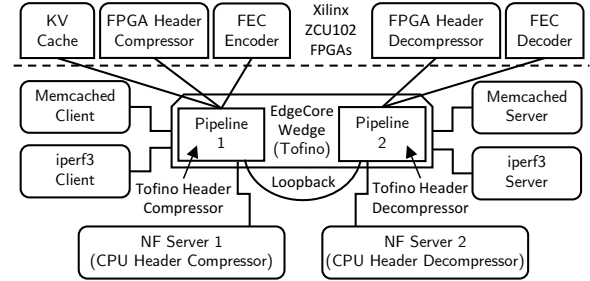 KV
Cache
FPGA Header
Compressor
FEC
Encoder
Xilinx
ZCU102
FPGAs
FPGA Header
Decompressor
FEC
Decoder
Memcached
Client
iperf3
Client
Pipeline
1
EdgeCore
Wedge
(Tofino)
Pipeline
2
Memcached
Server
iperf3
Server
Tofino Header
Compressor
Loopback
Tofino Header
Decompressor
NF Server 1
(CPU Header Compressor)
NF Server 2
(CPU Header Decompressor)